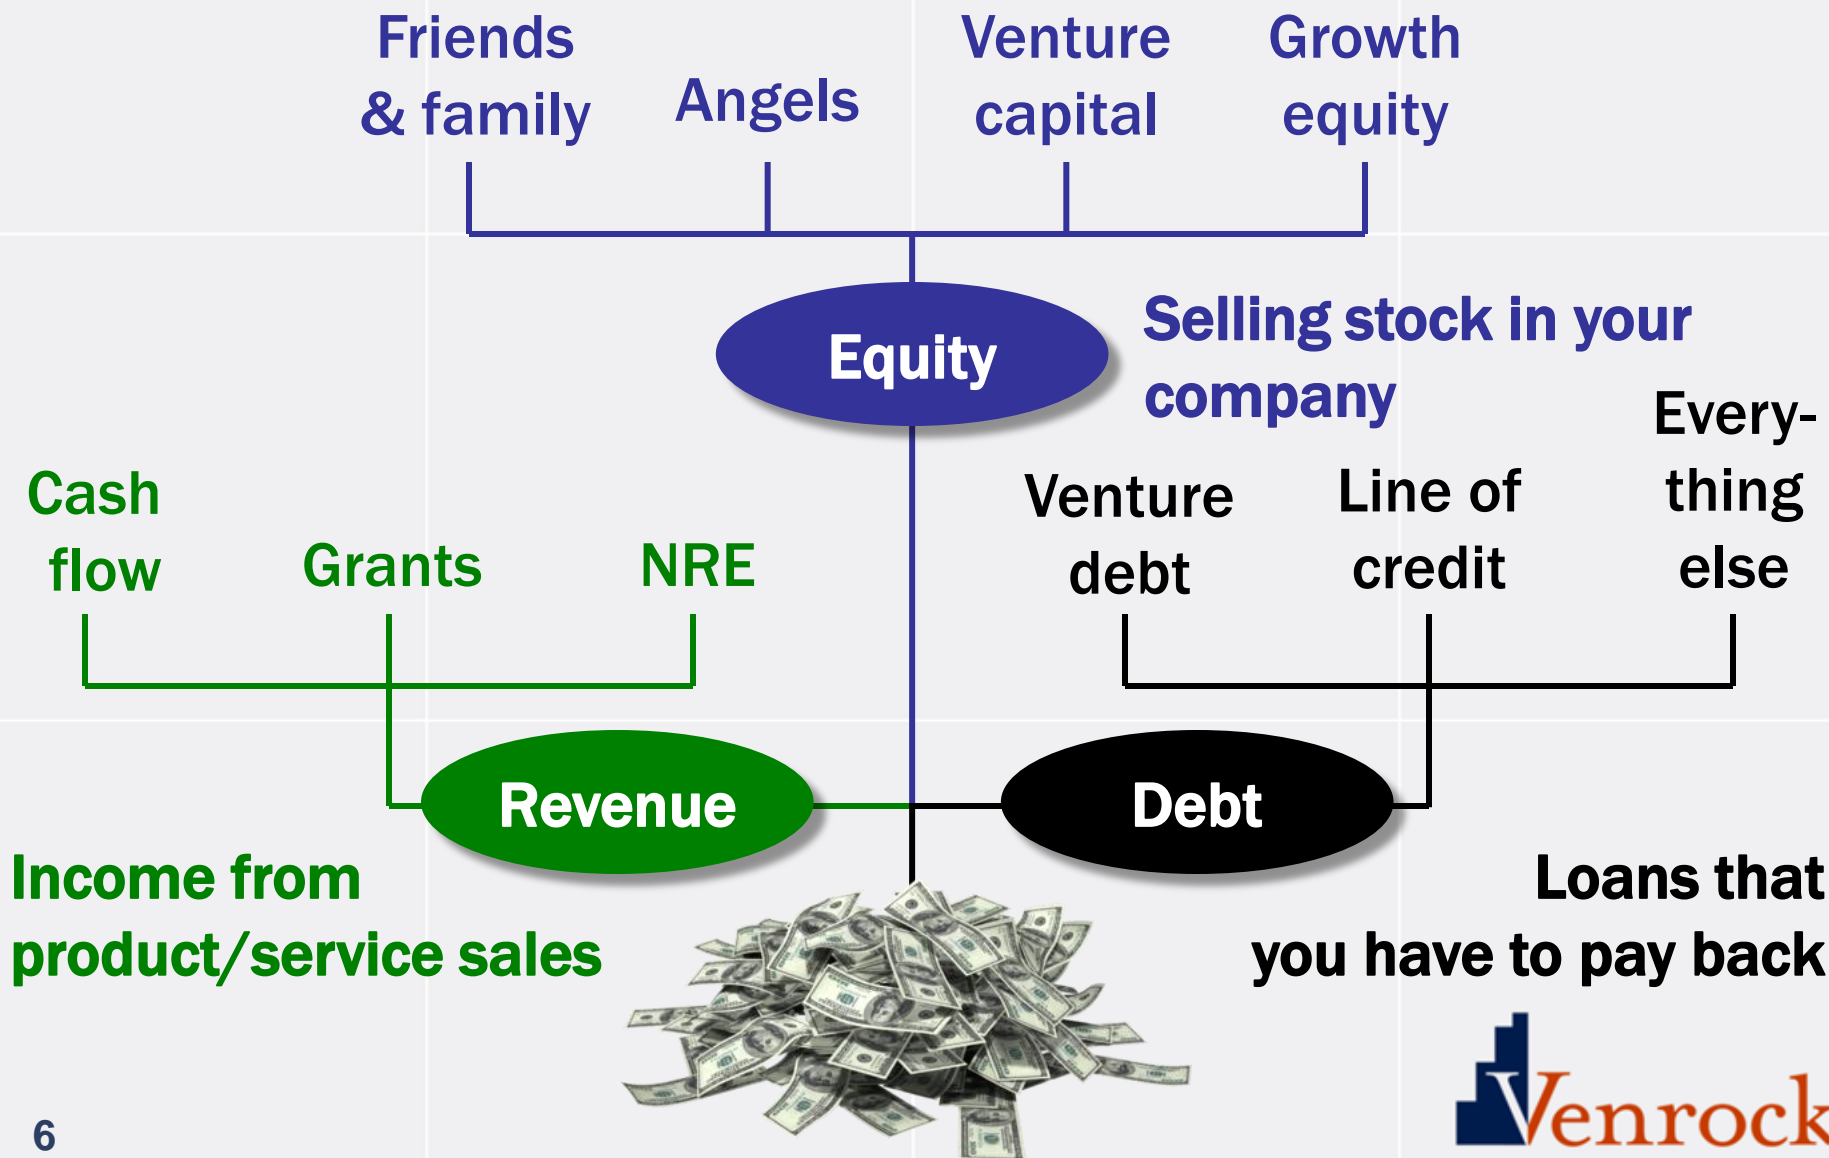 Friends
& family
Angels
Venture
capital
Growth
equity
Equity
Selling stock in your
company
Cash
flow
Grants
NRE
Venture
debt
Line of
credit
Every-
thing
else
Revenue
Debt
Income from
product/service sales
Loans that
you have to pay back
6
Venrock